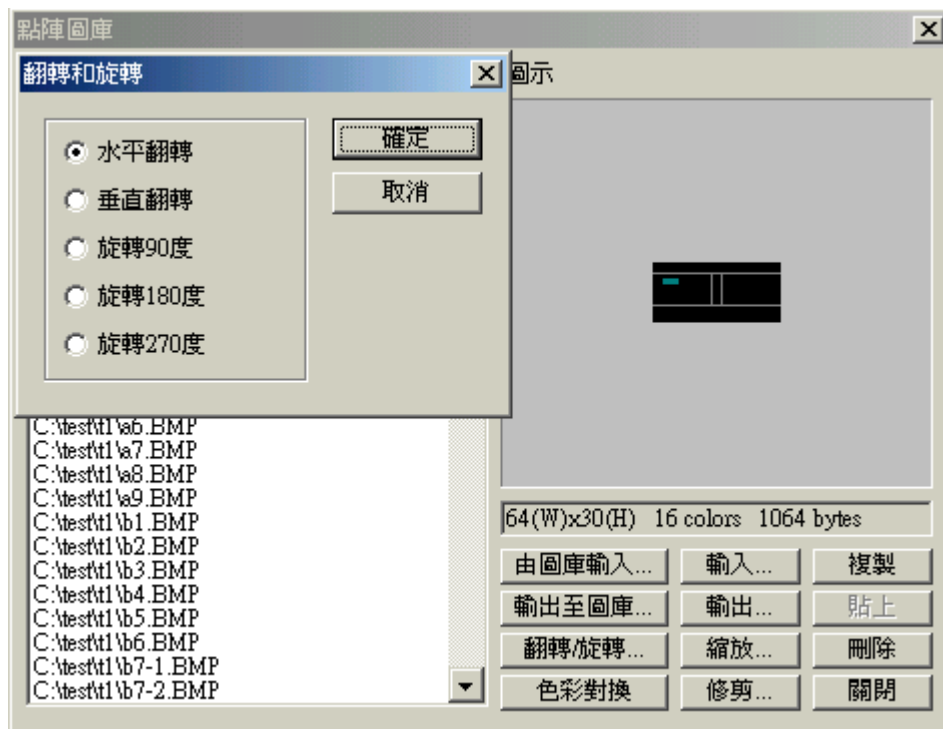 點陣圖庫
翻轉和旋轉
圖示
水平翻轉
垂直翻轉
旋轉90度
旋轉180度
旋轉270度
確定
取消
C:\test\t1\a6.BMP
C:\test\t1\a7.BMP
C:\test\t1\a8.BMP
C:\test\t1\a9.BMP
C:\test\t1\b1.BMP
C:\test\t1\b2.BMP
C:\test\t1\b3.BMP
C:\test\t1\b4.BMP
C:\test\t1\b5.BMP
C:\test\t1\b6.BMP
C:\test\t1\b7-1.BMP
C:\test\t1\b7-2.BMP
64(W)x30(H) 16 colors 1064 bytes
由圖庫輸入... 輸入... 複製
輸出至圖庫... 輸出... 貼上
翻轉/旋轉... 縮放... 刪除
色彩對換 修剪... 關閉